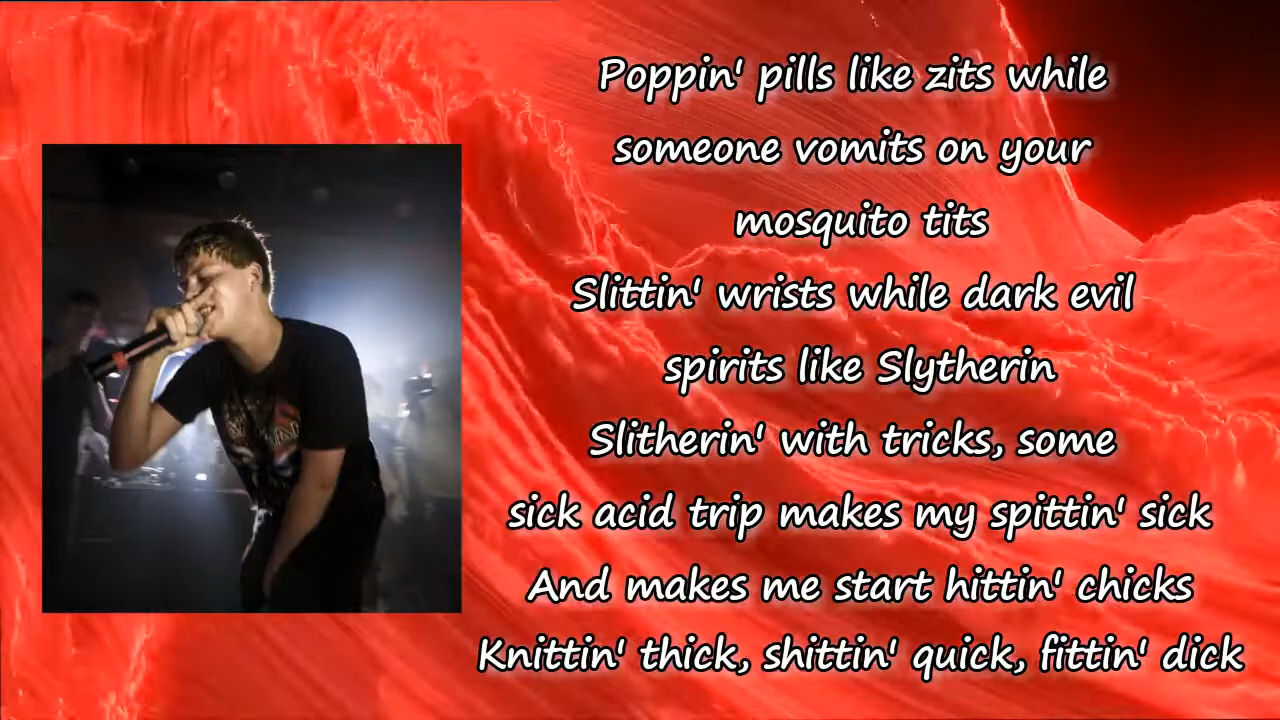 Poppin' pills like zits while
someone vomits on your
mosquito tits
Slittin' wrists while dark evil
spirits like Slytherin
Slitherin' with tricks, some
sick acid trip makes my spittin' sick
And makes me start hittin' chicks
Knittin' thick, shittin' quick, fittin' dick